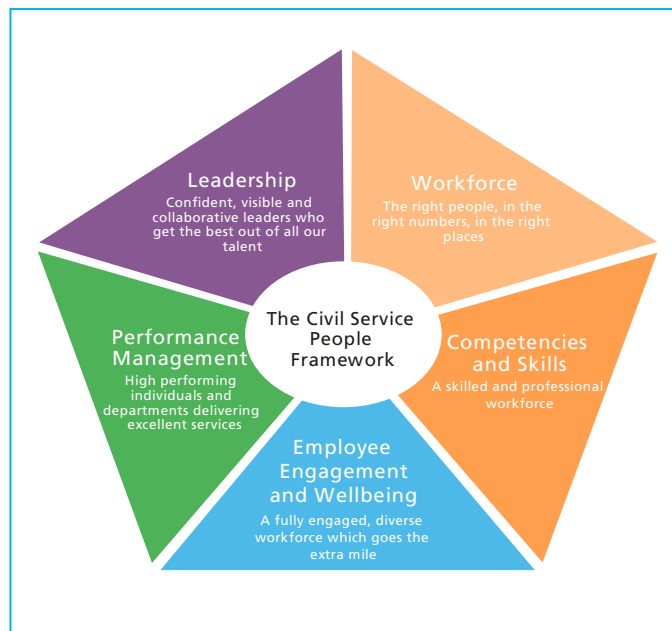 Leadership
Confident, visible and
collaborative leaders who
get the best out of all our
talent
Workforce
The right people, in the
right numbers, in the right
places
The Civil Service
People
Framework
Performance
Management
High performing
individuals and
departments delivering
excellent services
Competencies
and Skills
A skilled and professional
workforce
Employee
Engagement
and Wellbeing
A fully engaged, diverse
workforce which goes the
extra mile